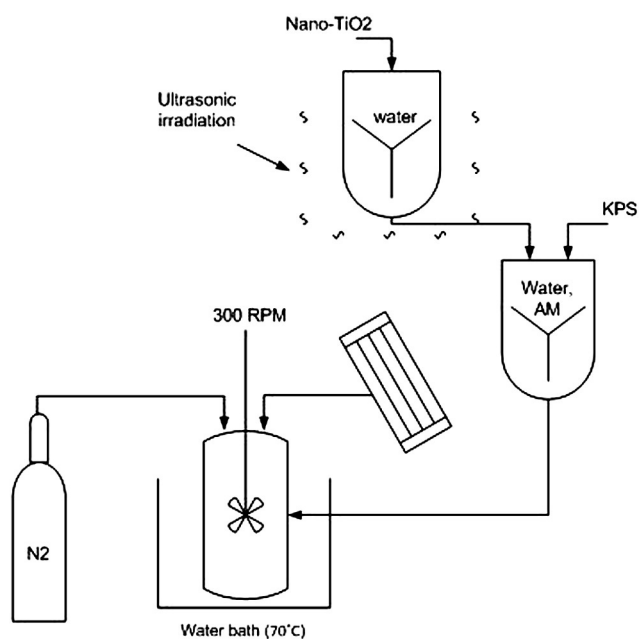 Nano-TiO2
Ultrasonic
irradiation
water
KPS
Water,
AM
300 RPM
N2
Water bath (70°C)